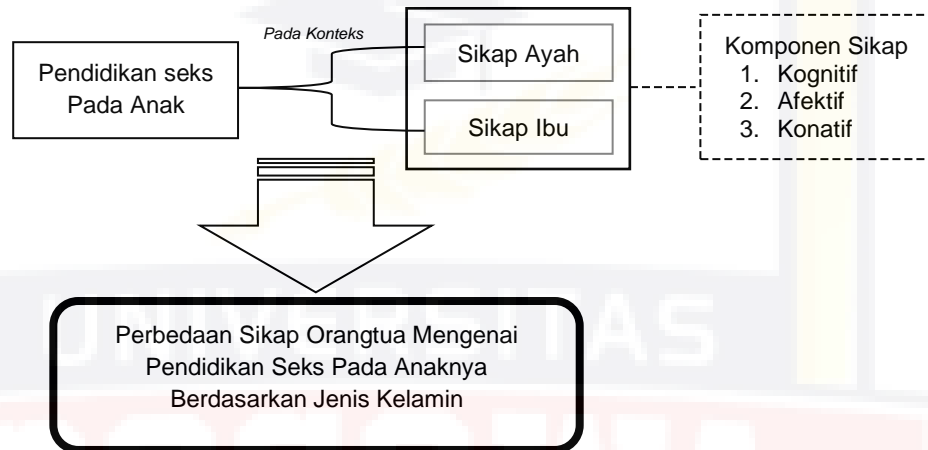 Pada Konteks
Pendidikan seks
Pada Anak
Sikap Ayah
Sikap Ibu
Komponen Sikap
1. Kognitif
2. Afektif
3. Konatif
UNIVERSITAS
Perbedaan Sikap Orangtua Mengenai
Pendidikan Seks Pada Anaknya
Berdasarkan Jenis Kelamin